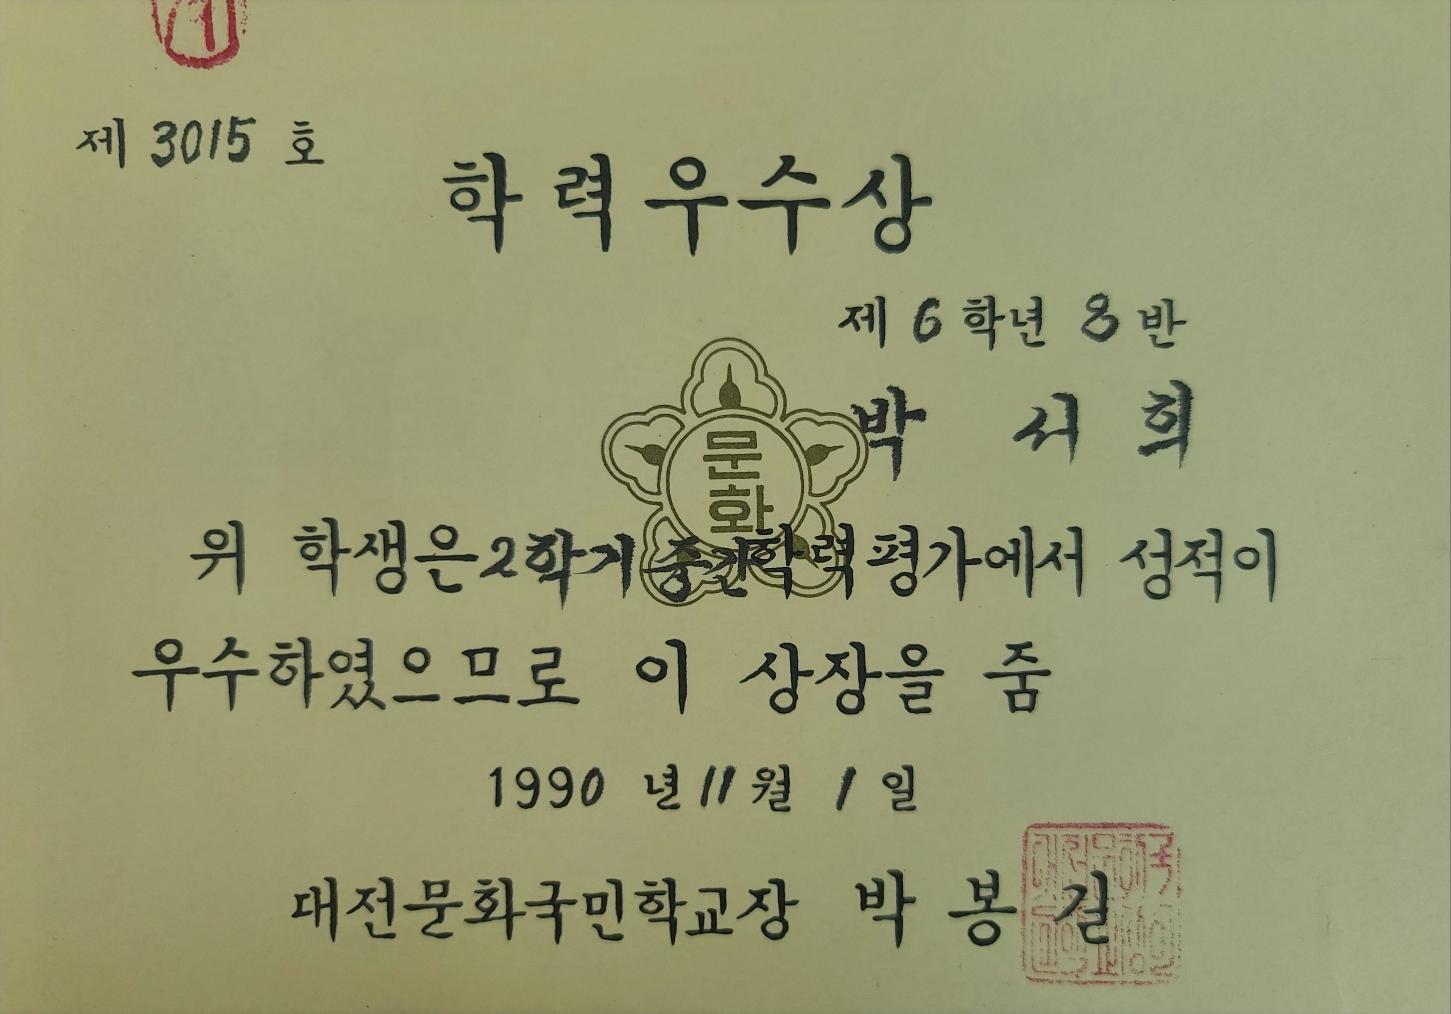 제 3015 호
학력우수상
제 6 학년 8 반
박 서 희
문화
위 학생은 2학기 중간학력평가에서 성적이
우수하였으므로 이 상장을 줌
1990 년 11 월 1 일
대전문화국민학교장 박 봉 길